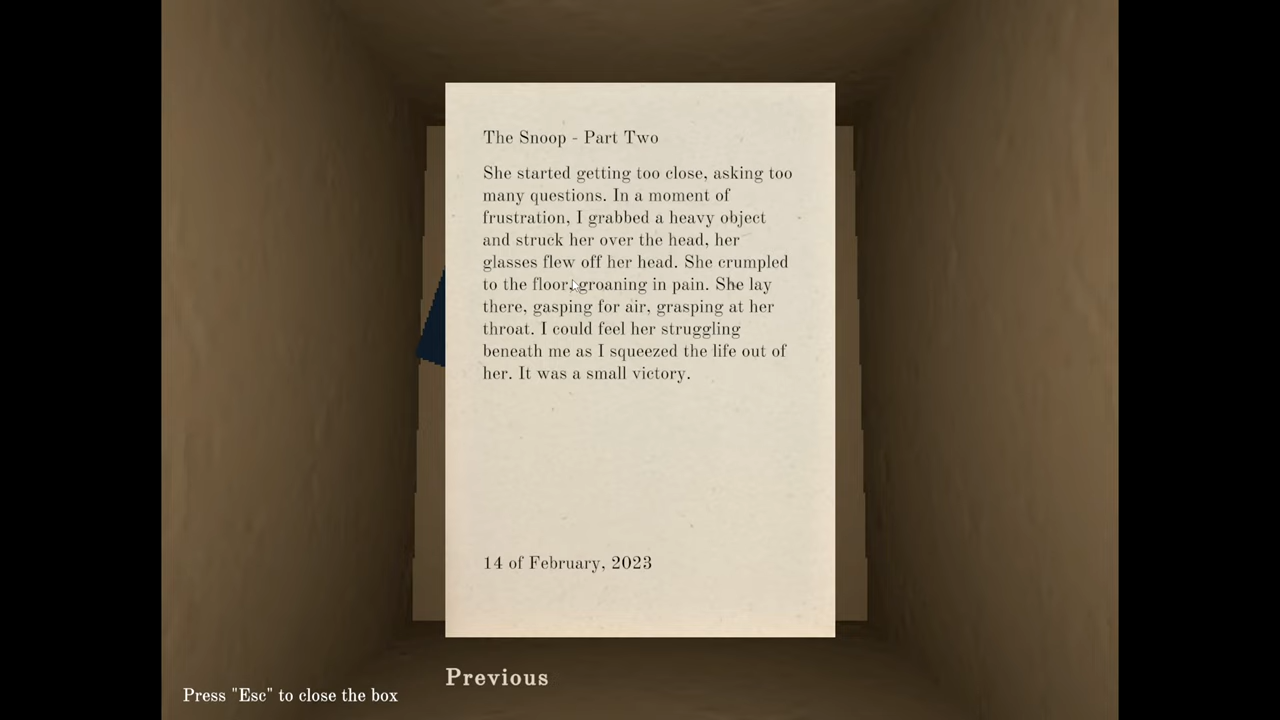 The Snoop - Part Two
She started getting too close, asking too
many questions. In a moment of
frustration, I grabbed a heavy object
and struck her over the head, her
glasses flew off her head. She crumpled
to the floor, groaning in pain. She lay
there, gasping for air, grasping at her
throat. I could feel her struggling
beneath me as I squeezed the life out of
her. It was a small victory.
14 of February, 2023
Previous
Press "Esc" to close the box